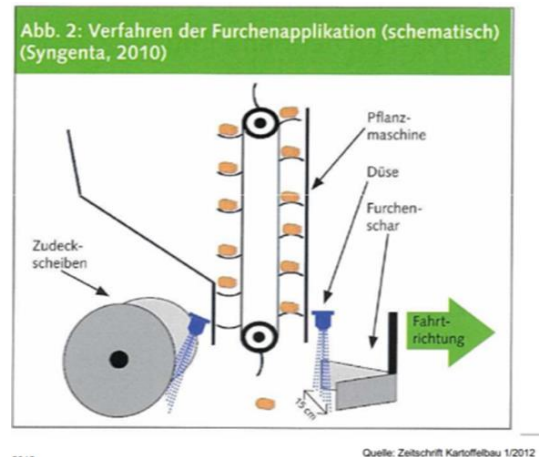 Abb. 2: Verfahren der Furchenapplikation (schematisch)
(Syngenta, 2010)
Pflanz-
maschine
Düse
Furchen-
schar
Zudeck-
scheiben
Fahrt-
richtung
15 cm
Quelle: Zeitschrift Kartoffelbau 1/2012